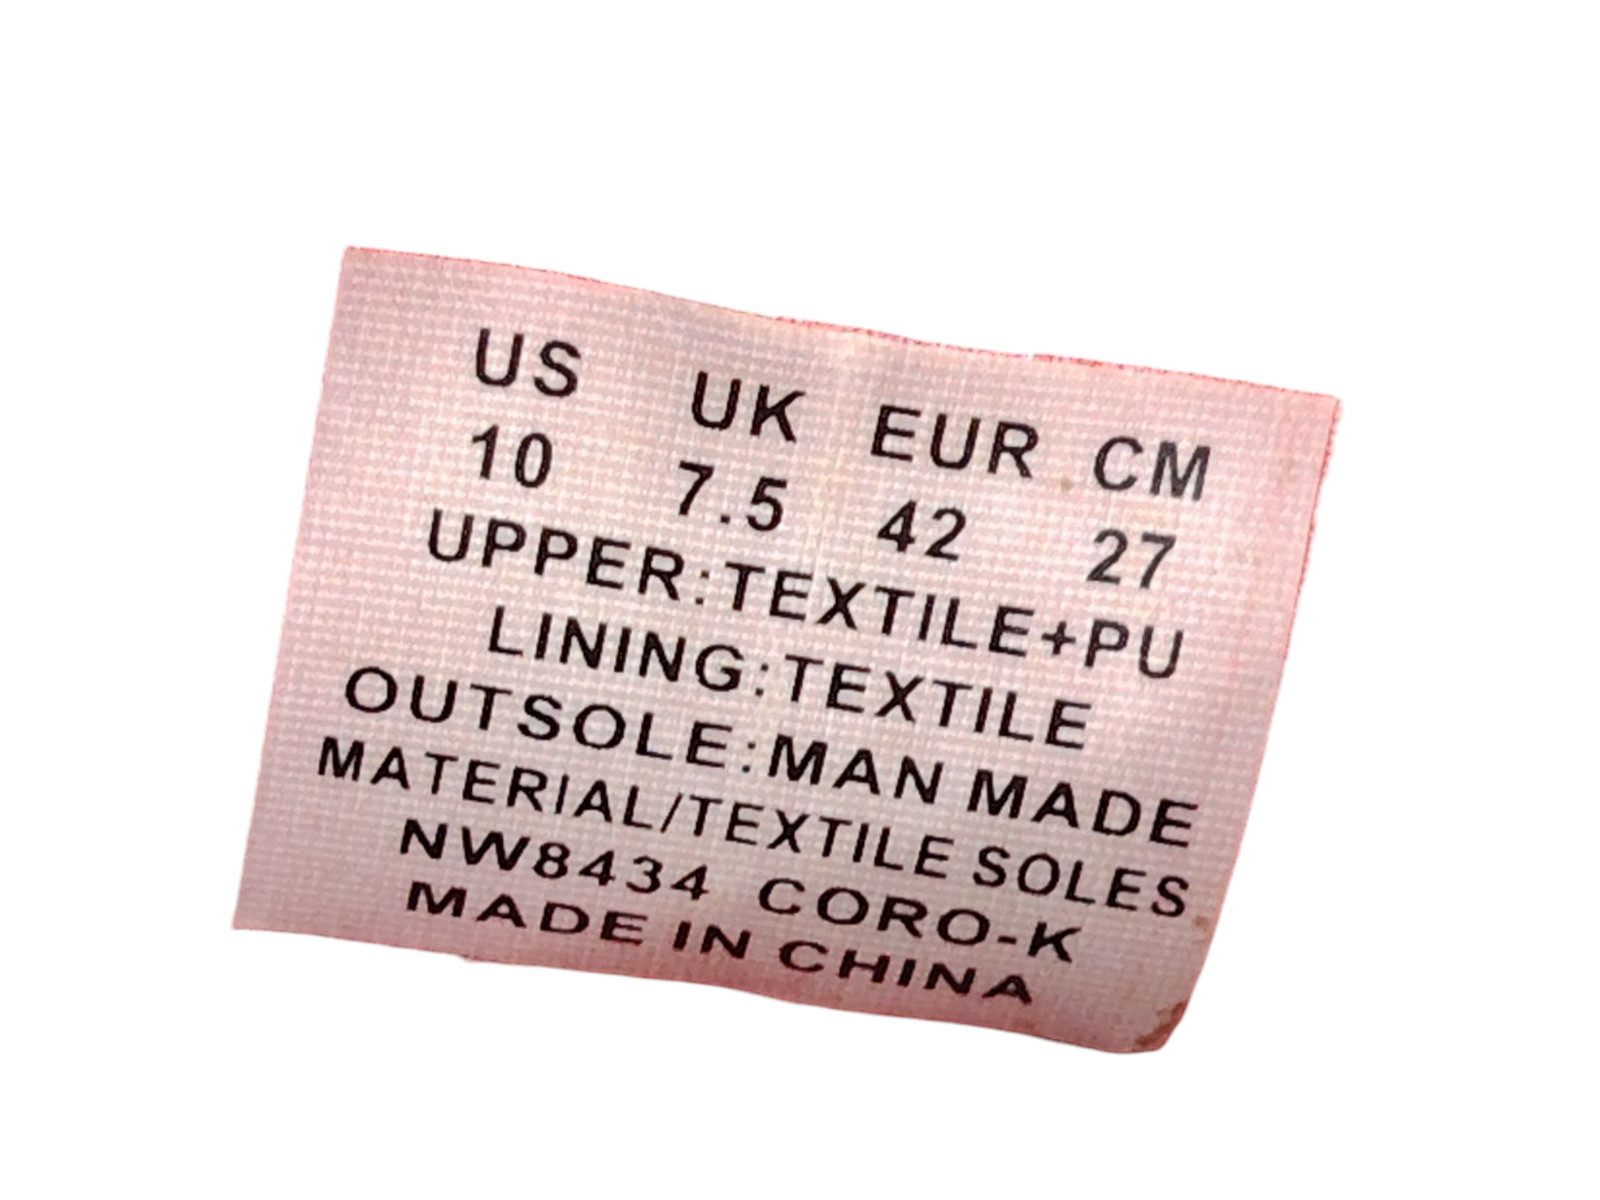 US UK EUR CM
10 7.5 42 27
UPPER:TEXTILE+PU
LINING:TEXTILE
OUTSOLE:MAN MADE
MATERIAL/TEXTILE SOLES
NW8434 CORO-K
MADE IN CHINA